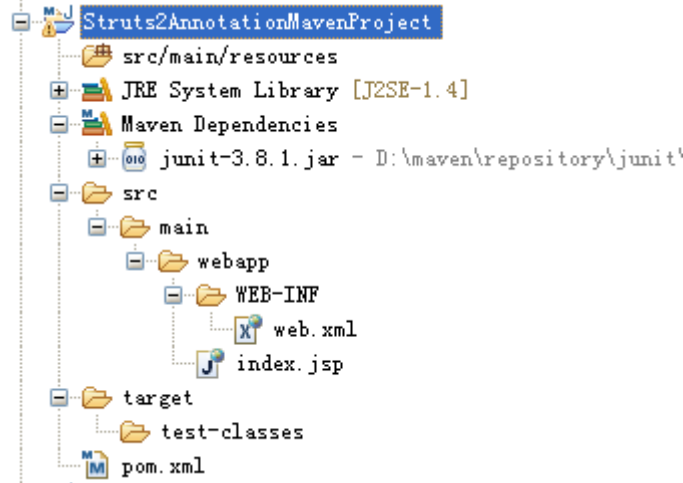 Struts2AnnotationMavenProject
src/main/resources
JRE System Library [J2SE-1.4]
Maven Dependencies
junit-3.8.1.jar - D:\maven\repository\junit\
src
main
webapp
WEB-INF
web.xml
index.jsp
target
test-classes
pom.xml